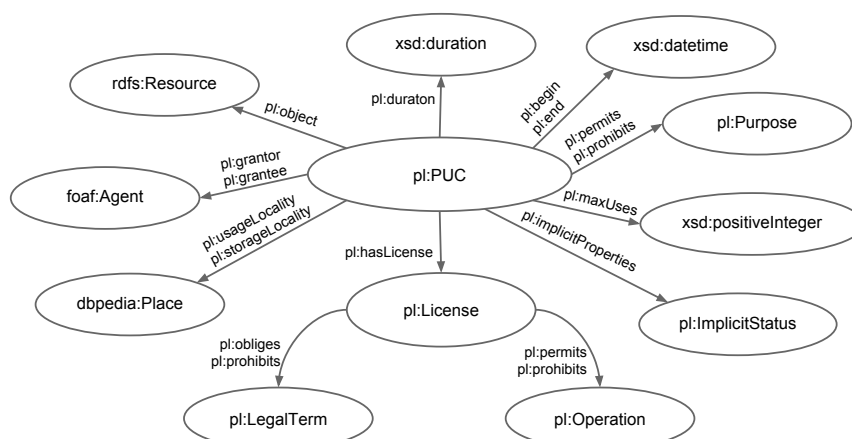 xsd:duration
xsd:datetime
rdfs:Resource
pl:object
pl:duraton
pl:begin
pl:end
pl:permits
pl:prohibits
pl:Purpose
pl:grantor
pl:grantee
foaf:Agent
pl:PUC
pl:maxUses
xsd:positiveInteger
pl:usageLocality
pl:storageLocality
pl:hasLicense
pl:implicitProperties
dbpedia:Place
pl:License
pl:ImplicitStatus
pl:obliges
pl:prohibits
pl:permits
pl:prohibits
pl:LegalTerm
pl:Operation